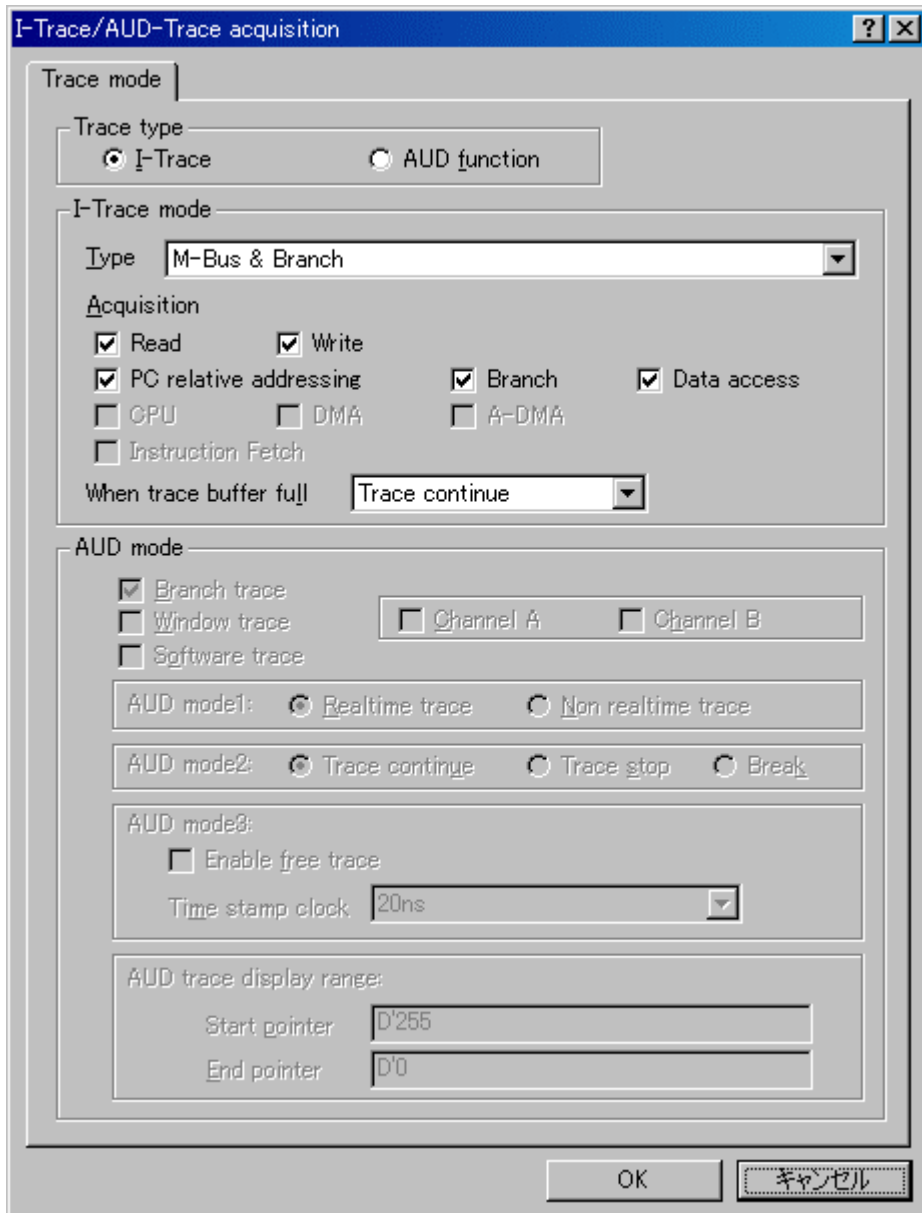 I-Trace/AUD-Trace acquisition
Trace mode
Trace type
I-Trace AUD function
I-Trace mode
Type M-Bus & Branch
Acquisition
Read Write
PC relative addressing Branch Data access
CPU DMA A-DMA
Instruction Fetch
When trace buffer full Trace continue
AUD mode
Branch trace
Window trace Channel A Channel B
Software trace
AUD mode1: Realtime trace Non realtime trace
AUD mode2: Trace continue Trace stop Break
AUD mode3:
Enable free trace
Time stamp clock 20ns
AUD trace display range:
Start pointer D'255
End pointer D'0
OK キャンセル